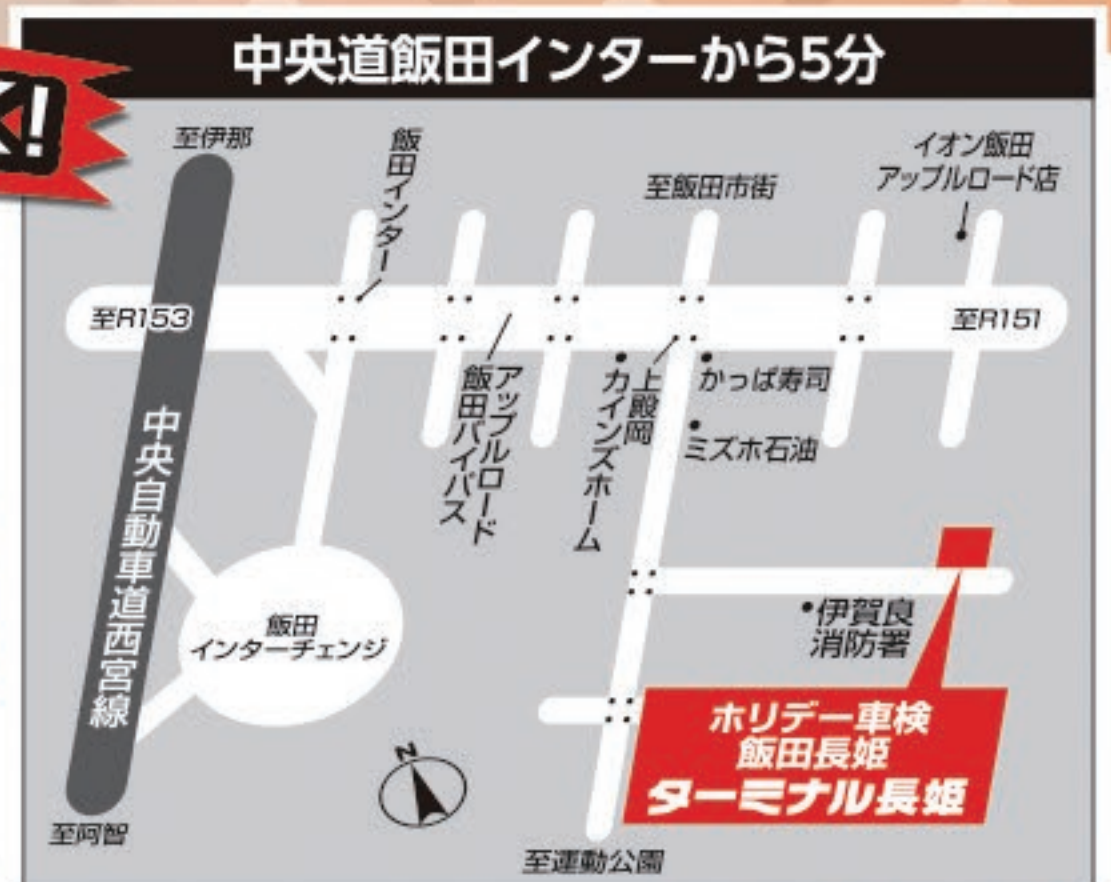 中央道飯田インターから5分
!
至伊那
飯田インター
至飯田市街
イオン飯田
アップルロード店
至R153
至R151
アップルロード
飯田バイパス
カインズホーム
上殿岡
かっぱ寿司
ミズホ石油
中央自動車道西宮線
飯田
インターチェンジ
伊賀良
消防署
ホリデー車検
飯田長姫
ターミナル長姫
N
至阿智
至運動公園